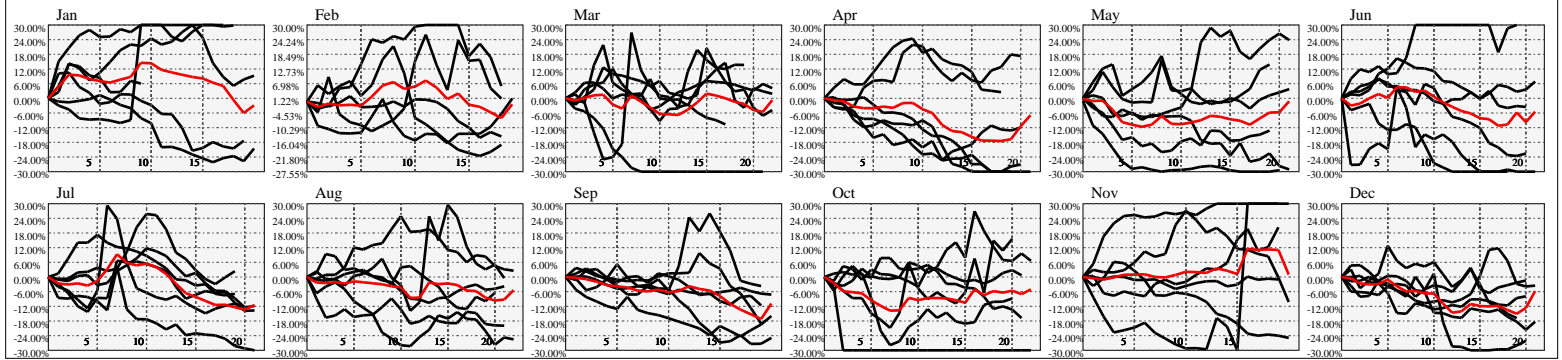 Jan Feb Mar Apr May Jun
30.00% 30.00% 30.00% 30.00% 30.00% 30.00%
24.00% 24.24% 24.00% 24.00% 24.00% 24.00%
18.00% 18.49% 18.00% 18.00% 18.00% 18.00%
12.00% 12.73% 12.00% 12.00% 12.00% 12.00%
6.00% 6.98% 6.00% 6.00% 6.00% 6.00%
0.00% 1.22% 0.00% 0.00% 0.00% 0.00%
-6.00% -4.53% -6.00% -6.00% -6.00% -6.00%
-12.00% -10.29% -12.00% -12.00% -12.00% -12.00%
-18.00% -16.04% -18.00% -18.00% -18.00% -18.00%
-24.00% 5 10 15 -21.80% 5 10 15 -24.00% 5 10 15 20 -24.00% 5 10 15 20 -24.00% 5 10 15 20 -24.00% 5 10 15 20
-30.00% -27.55% -30.00% -30.00% -30.00% -30.00%
Jul Aug Sep Oct Nov Dec
30.00% 30.00% 30.00% 30.00% 30.00% 30.00%
24.00% 24.00% 24.00% 24.00% 24.00% 24.00%
18.00% 18.00% 18.00% 18.00% 18.00% 18.00%
12.00% 12.00% 12.00% 12.00% 12.00% 12.00%
6.00% 6.00% 6.00% 6.00% 6.00% 6.00%
0.00% 0.00% 0.00% 0.00% 0.00% 0.00%
-6.00% -6.00% -6.00% -6.00% -6.00% -6.00%
-12.00% -12.00% -12.00% -12.00% -12.00% -12.00%
-18.00% -18.00% -18.00% -18.00% -18.00% -18.00%
-24.00% 5 10 15 20 -24.00% 5 10 15 20 -24.00% 5 10 15 20 -24.00% 5 10 15 20 -24.00% 5 10 15 -24.00% 5 10 15 20
-30.00% -30.00% -30.00% -30.00% -30.00% -30.00%